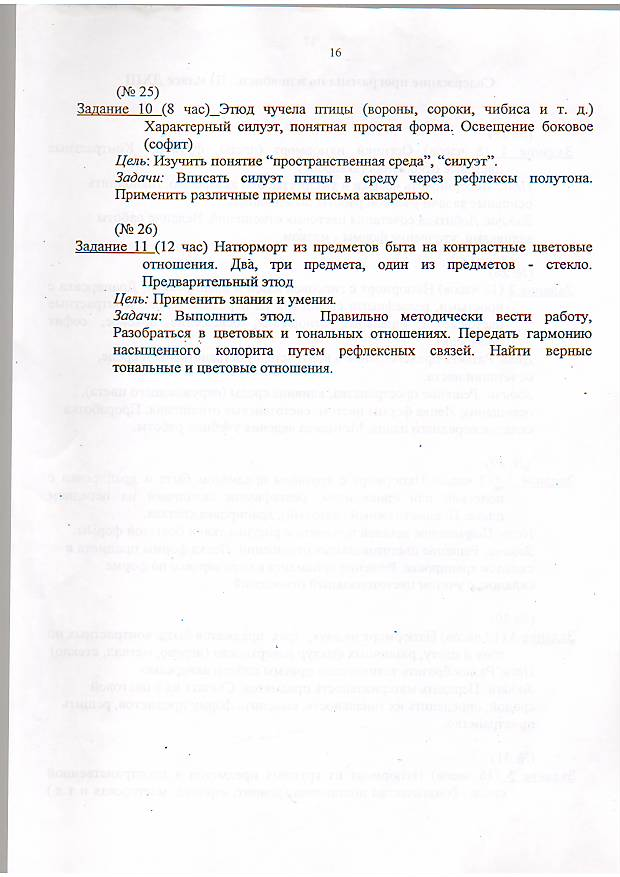 16
(№ 25)
Задание 10 (8 час) Этюд чучела птицы (вороны, сороки, чибиса и т. д.)
Характерный силуэт, понятная простая форма. Освещение боковое
(софит)
Цель: Изучить понятие “пространственная среда”, “силуэт”.
Задачи: Вписать силуэт птицы в среду через рефлексы полутона.
Применить различные приемы письма акварелью.
(№ 26)
Задание 11 (12 час) Натюрморт из предметов быта на контрастные цветовые
отношения. Два, три предмета, один из предметов - стекло.
Предварительный этюд
Цель: Применить знания и умения.
Задачи: Выполнить этюд. Правильно методически вести работу,
Разобраться в цветовых и тональных отношениях. Передать гармонию
насыщенного колорита путем рефлексных связей. Найти верные
тональные и цветовые отношения.